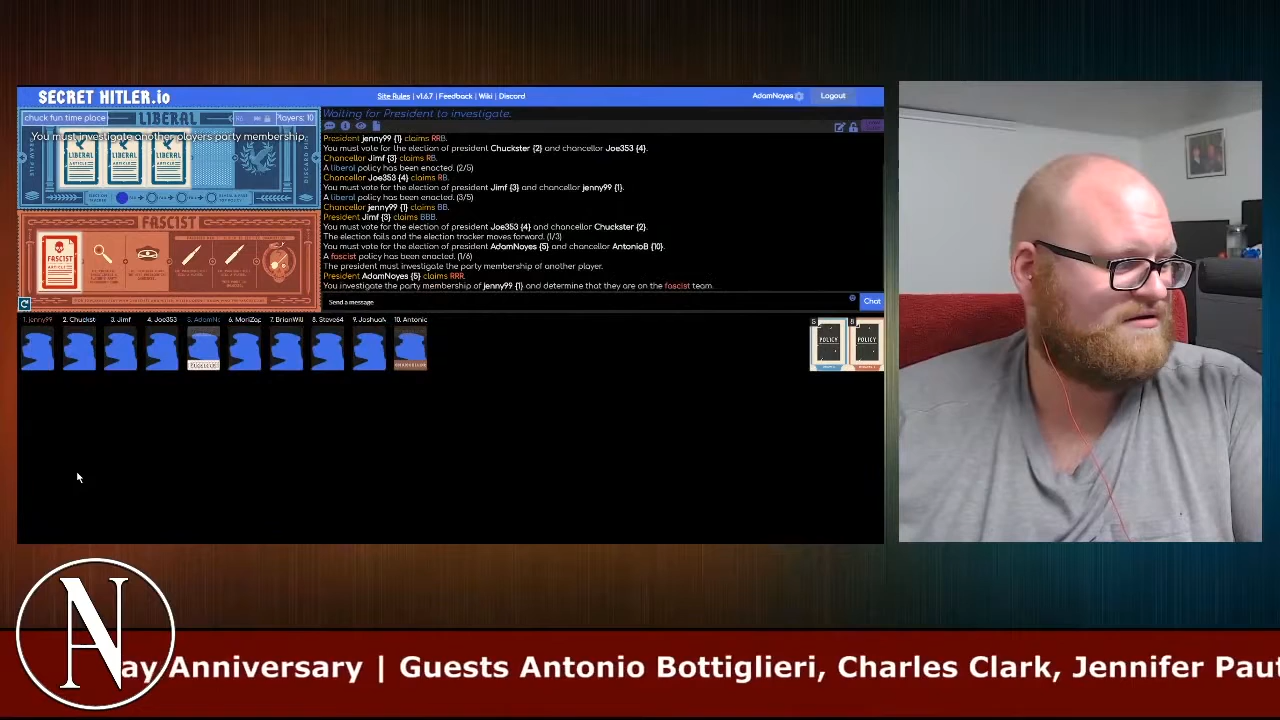 SECRET HITLER.io
Site Rules | v1.6.7 | Feedback | Wiki | Discord
AdamNoyes
Logout
chuck fun time place
LIBERAL
Players: 10
You must investigate another players party membership.
LIBERAL ARTICLE
LIBERAL ARTICLE
LIBERAL ARTICLE
FASCIST
FASCIST ARTICLE
Waiting for President to investigate.
President jenny99 {1} claims RRB.
You must vote for the election of president Chuckster {2} and chancellor Joe353 {4}.
Chancellor Jimf {3} claims RB.
A liberal policy has been enacted. (2/5)
Chancellor Joe353 {4} claims RB.
You must vote for the election of president Jimf {3} and chancellor jenny99 {1}.
A liberal policy has been enacted. (3/5)
Chancellor jenny99 {1} claims BB.
President Jimf {3} claims BBB.
You must vote for the election of president Joe353 {4} and chancellor Chuckster {2}.
The election fails and the election tracker moves forward. (1/3)
You must vote for the election of president AdamNoyes {5} and chancellor AntonioB {10}.
A fascist policy has been enacted. (1/6)
The president must investigate the party membership of another player.
President AdamNoyes {5} claims RRR.
You investigate the party membership of jenny99 {1} and determine that they are on the fascist team.
Send a message
Chat
1. jenny99 2. Chuckst 3. Jimf 4. Joe353 5. AdamNo 6. MoriZap 7. BrianWill 8. Steve64 9. Joshua 10. Antonio
POLICY POLICY
N
ay Anniversary | Guests Antonio Bottiglieri, Charles Clark, Jennifer Paut